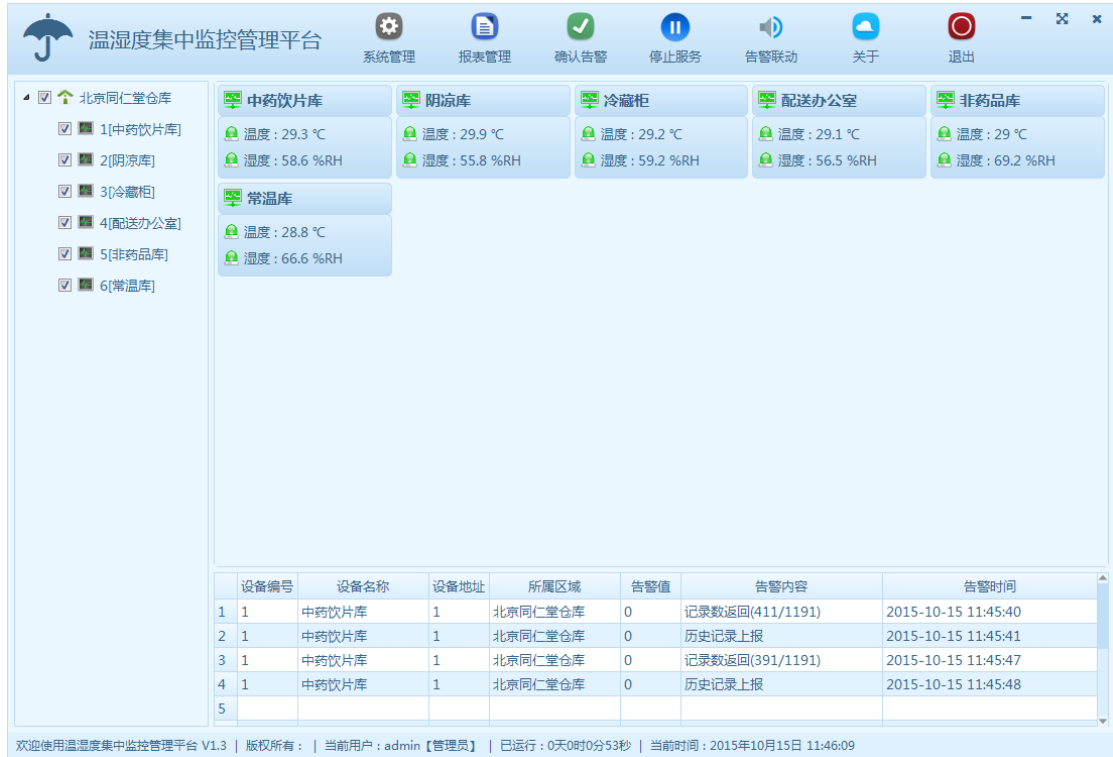 温湿度集中监控管理平台
系统管理 报表管理 确认告警 停止服务 告警联动 关于 退出
北京同仁堂仓库
1[中药饮片库]
2[阴凉库]
3[冷藏柜]
4[配送办公室]
5[非药品库]
6[常温库]
中药饮片库 阴凉库 冷藏柜 配送办公室 非药品库
温度 : 29.3 ℃ 温度 : 29.9 ℃ 温度 : 29.2 ℃ 温度 : 29.1 ℃ 温度 : 29 ℃
湿度 : 58.6 %RH 湿度 : 55.8 %RH 湿度 : 59.2 %RH 湿度 : 56.5 %RH 湿度 : 69.2 %RH
常温库
温度 : 28.8 ℃
湿度 : 66.6 %RH
设备编号 设备名称 设备地址 所属区域 告警值 告警内容 告警时间
1 1 中药饮片库 1 北京同仁堂仓库 0 记录数返回(411/1191) 2015-10-15 11:45:40
2 1 中药饮片库 1 北京同仁堂仓库 0 历史记录上报 2015-10-15 11:45:41
3 1 中药饮片库 1 北京同仁堂仓库 0 记录数返回(391/1191) 2015-10-15 11:45:47
4 1 中药饮片库 1 北京同仁堂仓库 0 历史记录上报 2015-10-15 11:45:48
5
欢迎使用温湿度集中监控管理平台 V1.3 | 版权所有 : | 当前用户 : admin【管理员】 | 已运行 : 0天0时0分53秒 | 当前时间 : 2015年10月15日 11:46:09